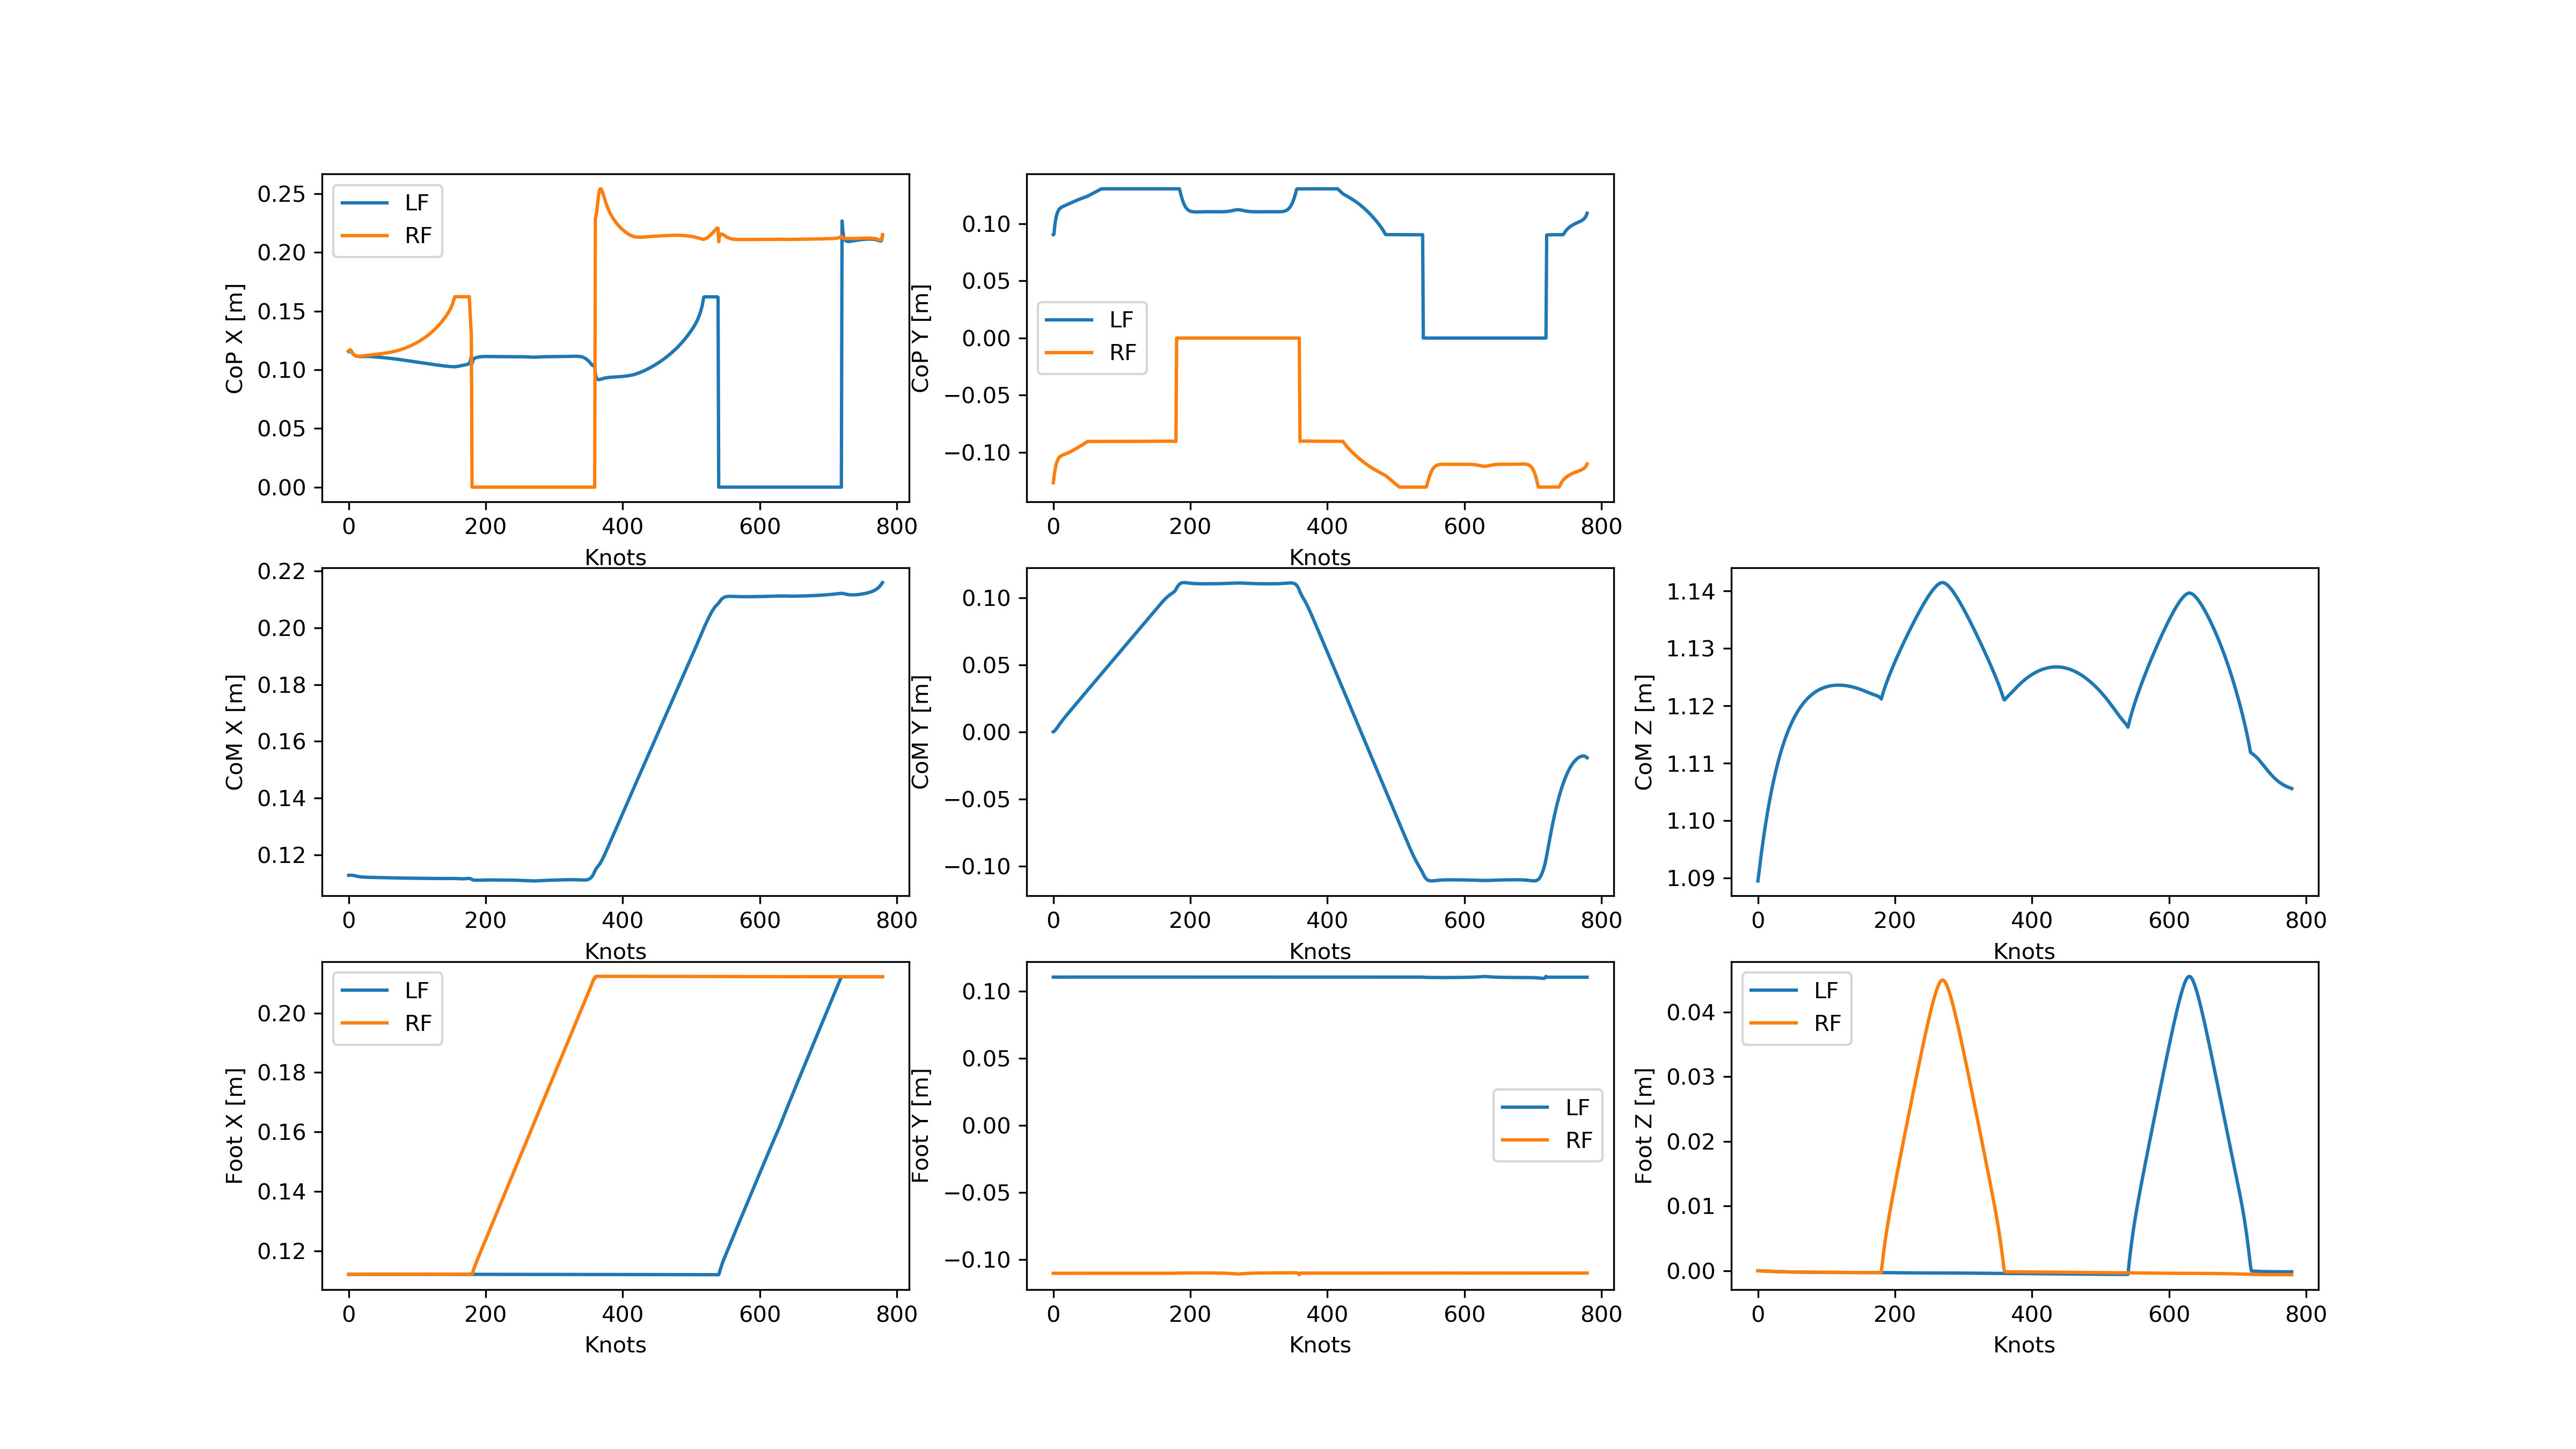 CoP X [m]
0.25
0.20
0.15
0.10
0.05
0.00
LF
RF
0 200 400 600 800
Knots
CoP Y [m]
0.10
0.05
0.00
−0.05
−0.10
LF
RF
0 200 400 600 800
Knots
CoM X [m]
0.22
0.20
0.18
0.16
0.14
0.12
0 200 400 600 800
Knots
CoM Y [m]
0.10
0.05
0.00
−0.05
−0.10
0 200 400 600 800
Knots
CoM Z [m]
1.14
1.13
1.12
1.11
1.10
1.09
0 200 400 600 800
Knots
Foot X [m]
0.20
0.18
0.16
0.14
0.12
LF
RF
0 200 400 600 800
Knots
Foot Y [m]
0.10
0.05
0.00
−0.05
−0.10
LF
RF
0 200 400 600 800
Knots
Foot Z [m]
0.04
0.03
0.02
0.01
0.00
LF
RF
0 200 400 600 800
Knots